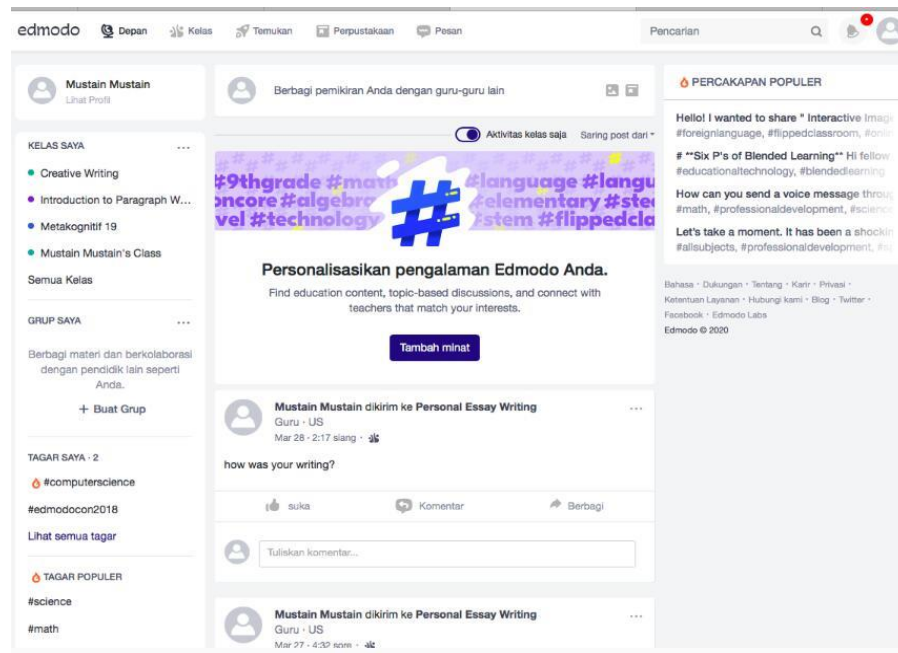 edmodo Depan Kelas Temukan Perpustakaan Pesan Pencarian
Mustain Mustain
Lihat Profil
KELAS SAYA
Creative Writing
Introduction to Paragraph W...
Metakognitif 19
Mustain Mustain's Class
Semua Kelas
GRUP SAYA
Berbagi materi dan berkolaborasi
dengan pendidik lain seperti
Anda.
+ Buat Grup
TAGAR SAYA · 2
#computerscience
#edmodocon2018
Lihat semua tagar
TAGAR POPULER
#science
#math
Berbagi pemikiran Anda dengan guru-guru lain
Aktivitas kelas saja Saring post dari
#9thgrade #math #language #langu
oncore #algebra #elementary #stee
vel #technology #stem #flippedcla
Personalisasikan pengalaman Edmodo Anda.
Find education content, topic-based discussions, and connect with
teachers that match your interests.
Tambah minat
Mustain Mustain dikirim ke Personal Essay Writing
Guru · US
Mar 28 · 2:17 siang ·
how was your writing?
suka Komentar Berbagi
Tuliskan komentar...
Mustain Mustain dikirim ke Personal Essay Writing
Guru · US
Mar 27 · 4:32 sore ·
PERCAKAPAN POPULER
Hello! I wanted to share " Interactive Imag
#foreignlanguage, #flippedclassroom, #onlin
# **Six P's of Blended Learning** Hi fellow
#educationaltechnology, #blendedlearning
How can you send a voice message throu
#math, #professionaldevelopment, #science
Let's take a moment. It has been a shockin
#allsubjects, #professionaldevelopment,
Bahasa · Dukungan · Tentang · Karir · Privasi ·
Ketentuan Layanan · Hubungi kami · Blog · Twitter ·
Facebook · Edmodo Labs
Edmodo © 2020